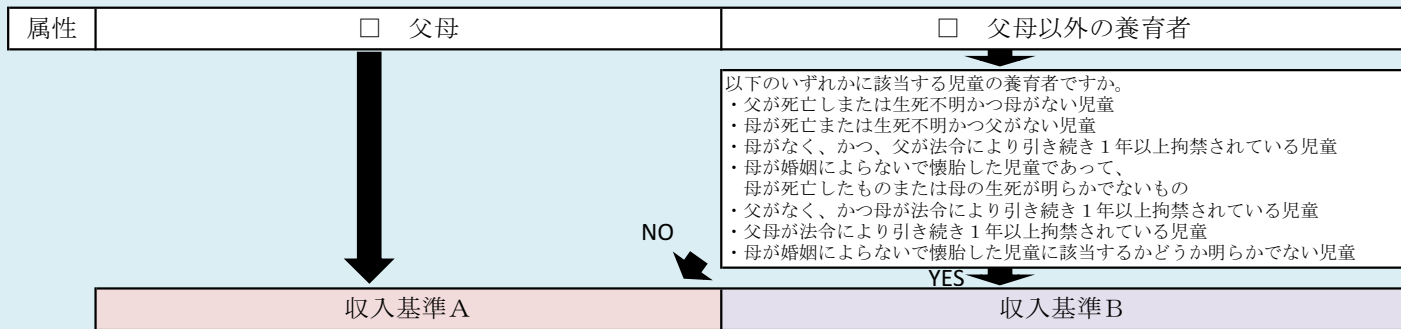 属性
□ 父母
□ 父母以外の養育者
以下のいずれかに該当する児童の養育者ですか。
・父が死亡しまたは生死不明かつ母がない児童
・母が死亡または生死不明かつ父がない児童
・母がなく、かつ、父が法令により引き続き１年以上拘禁されている児童
・母が婚姻によらないで懐胎した児童であって、
母が死亡したものまたは母の生死が明らかでないもの
・父がなく、かつ母が法令により引き続き１年以上拘禁されている児童
・父母が法令により引き続き１年以上拘禁されている児童
・母が婚姻によらないで懐胎した児童に該当するかどうか明らかでない児童
NO
YES
収入基準Ａ
収入基準Ｂ